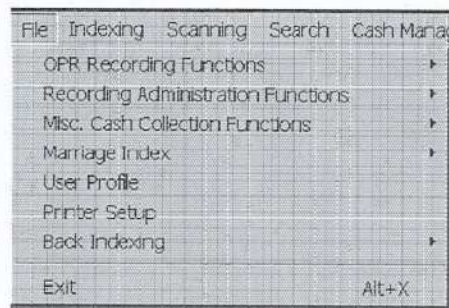 File Indexing Scanning Search Cash Manag
OPR Recording Functions
Recording Administration Functions
Misc. Cash Collection Functions
Marriage Index
User Profile
Printer Setup
Back Indexing
Exit Alt+X